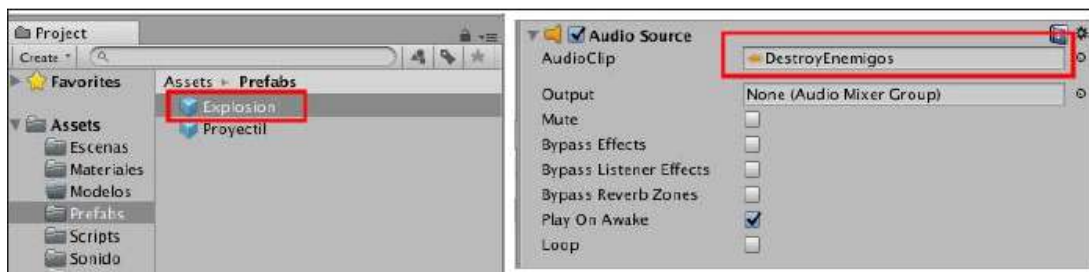 Project
Create
Favorites
Assets
Escenas
Materiales
Modelos
Prefabs
Scripts
Sonido
Assets Prefabs
Explosion
Proyectil
Audio Source
AudioClip DestroyEnemigos
Output None (Audio Mixer Group)
Mute
Bypass Effects
Bypass Listener Effects
Bypass Reverb Zones
Play On Awake
Loop